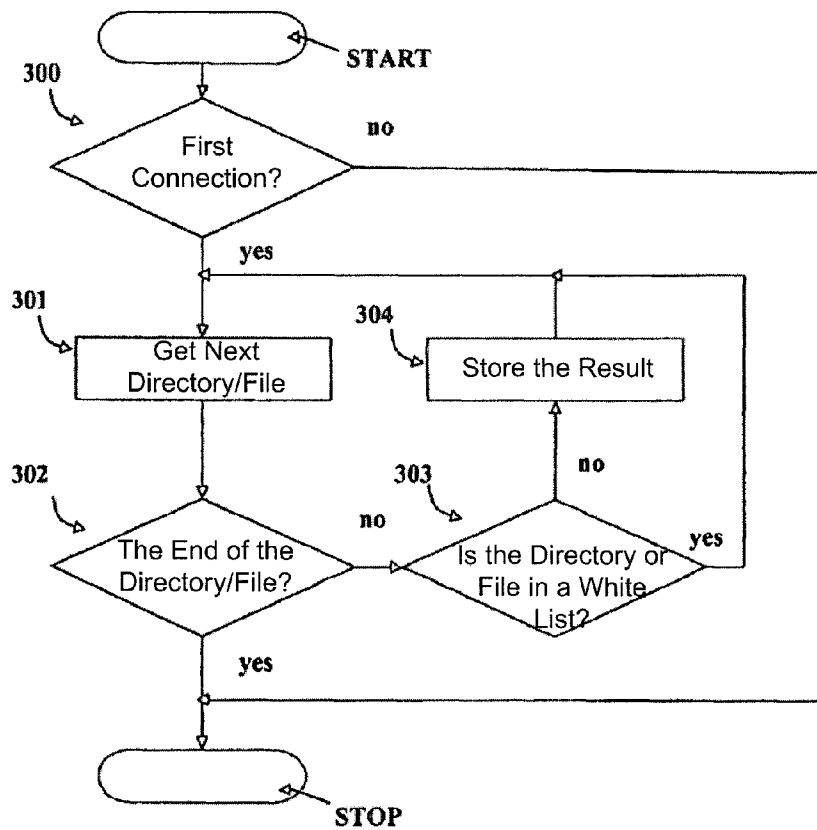 START
300
no
First
Connection?
yes
301
304
Get Next
Directory/File
Store the Result
302
no
303
no
yes
The End of the
Directory/File?
Is the Directory or
File in a White
List?
yes
STOP